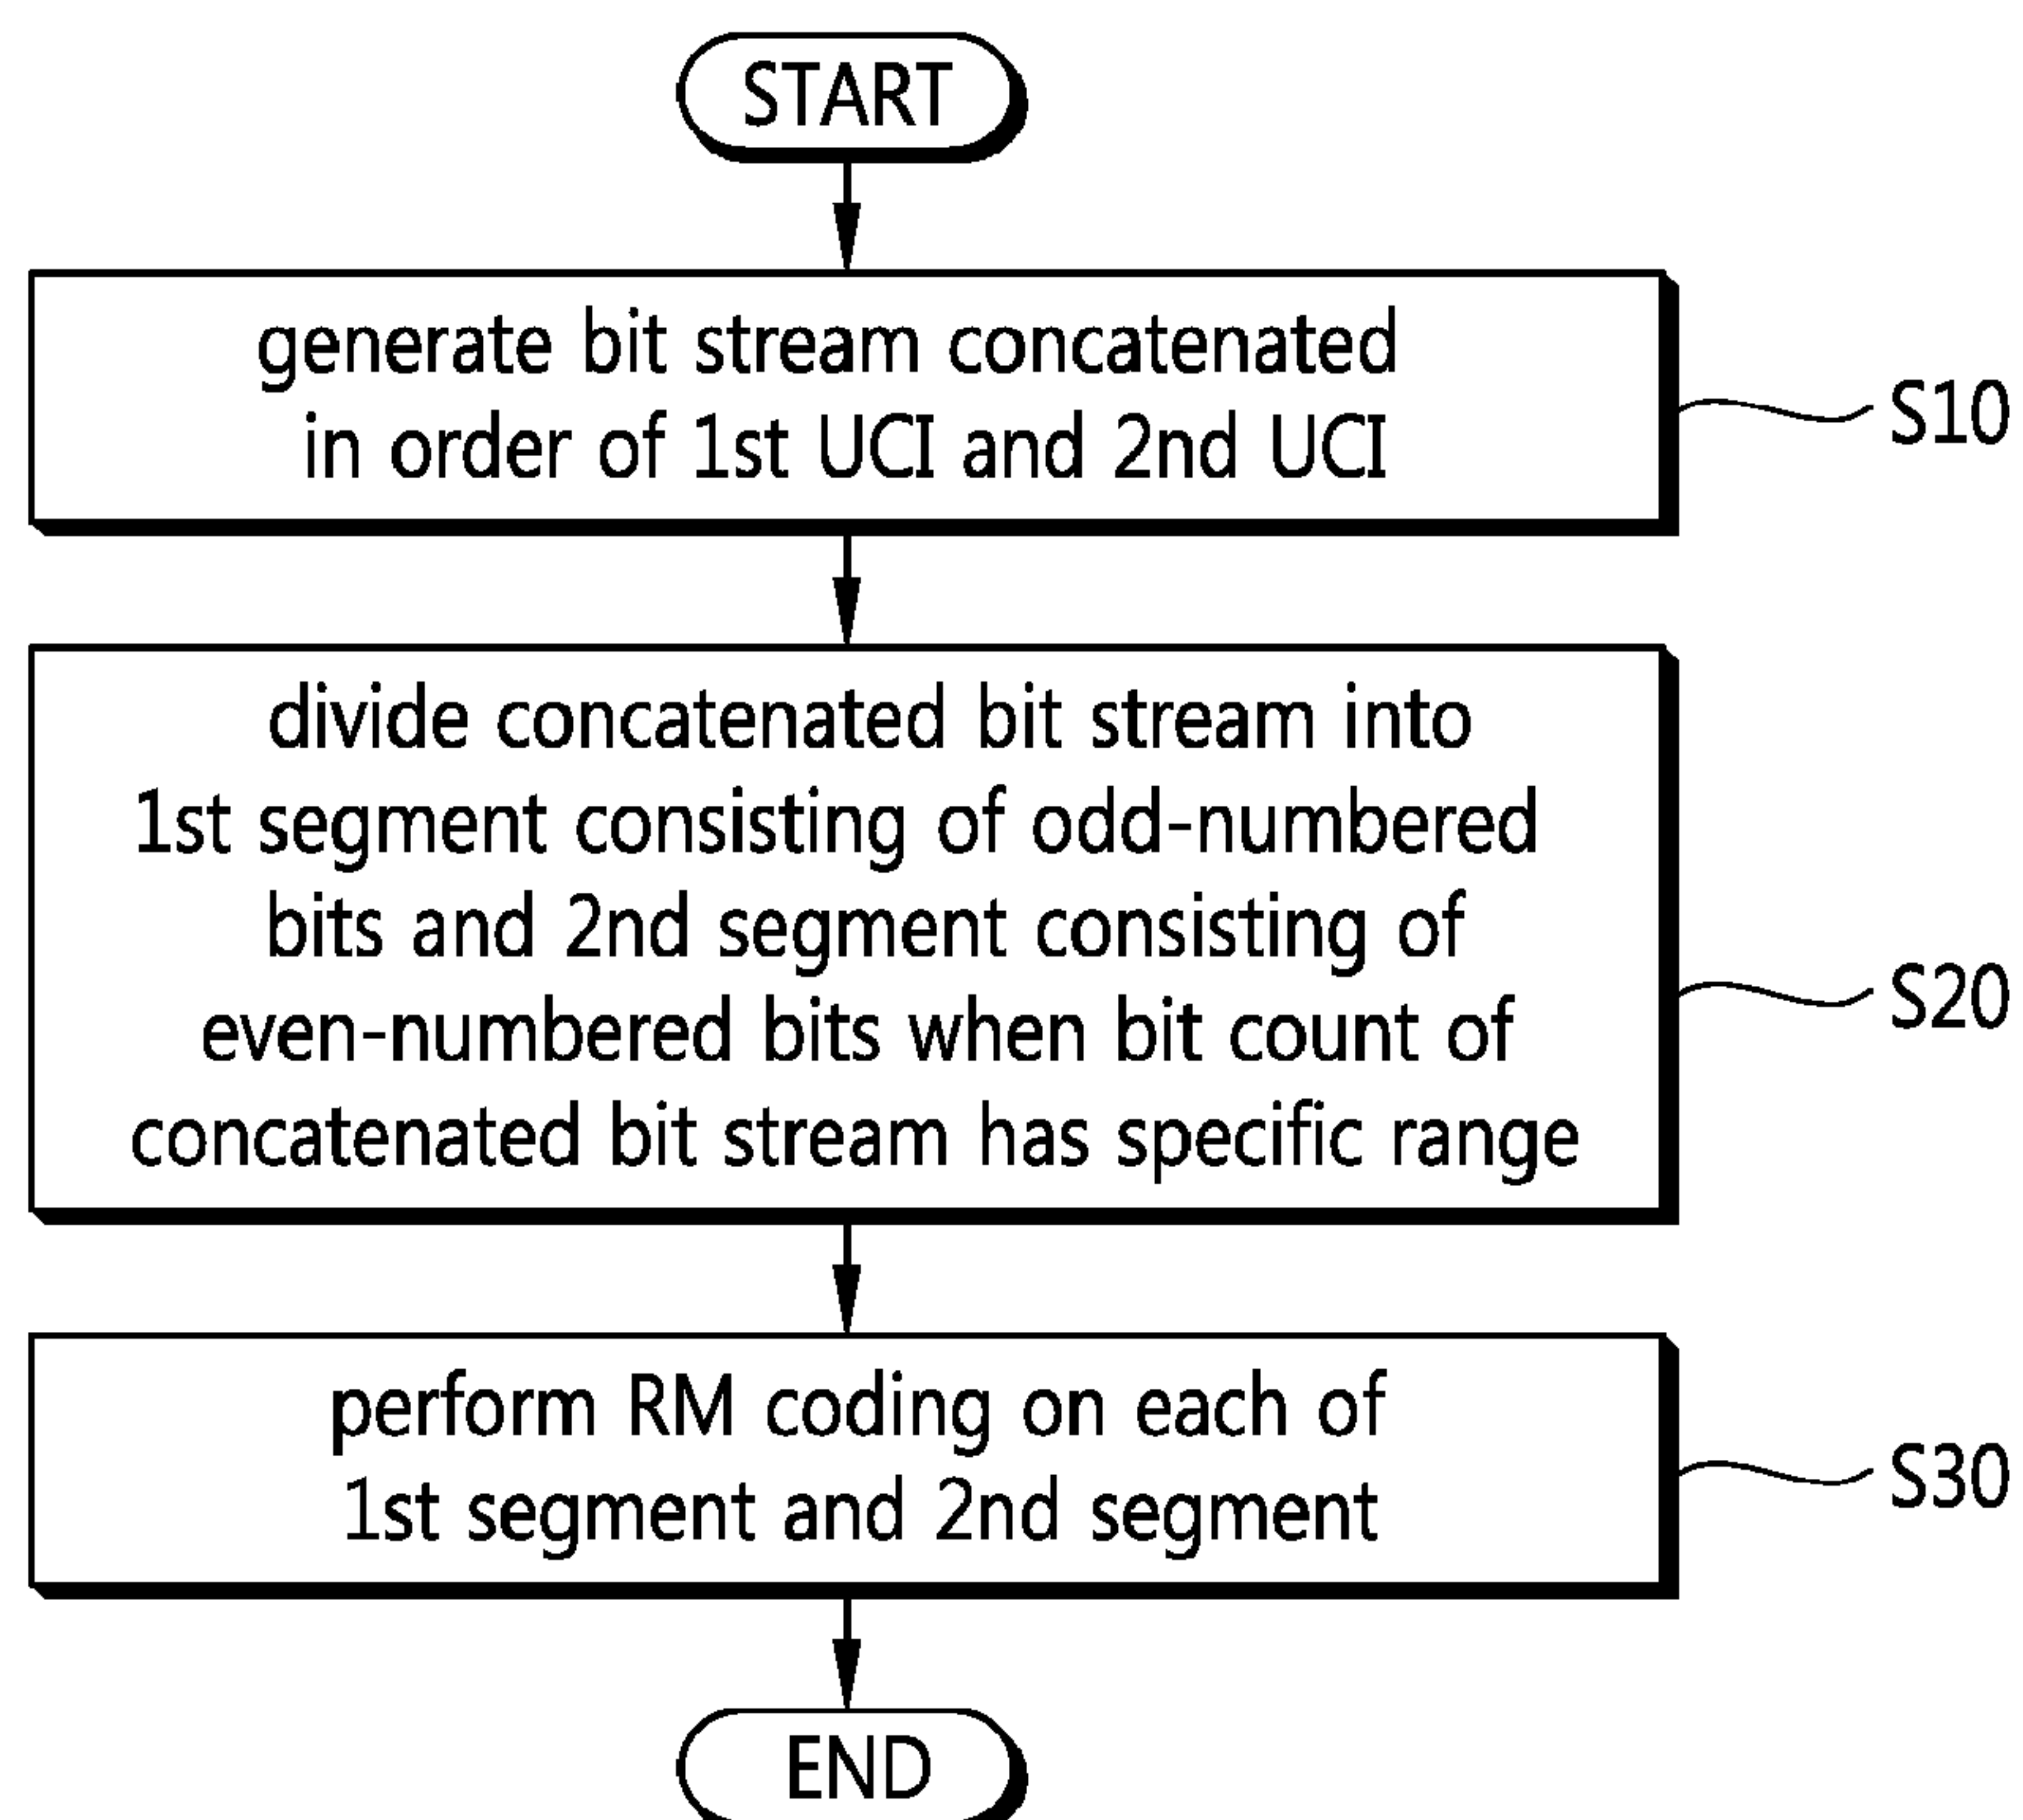 START
generate bit stream concatenated
in order of 1st UCI and 2nd UCI
S10
divide concatenated bit stream into
1st segment consisting of odd-numbered
bits and 2nd segment consisting of
even-numbered bits when bit count of
concatenated bit stream has specific range
S20
perform RM coding on each of
1st segment and 2nd segment
S30
END